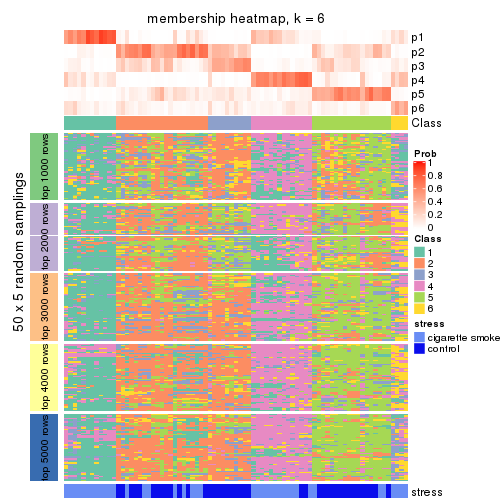 membership heatmap, k = 6
p1
p2
p3
p4
p5
p6
Class
50 x 5 random samplings
top 1000 rows
top 2000 rows
top 3000 rows
top 4000 rows
top 5000 rows
stress
Prob
1
0.8
0.6
0.4
0.2
0
Class
1
2
3
4
5
6
stress
cigarette smoke
control